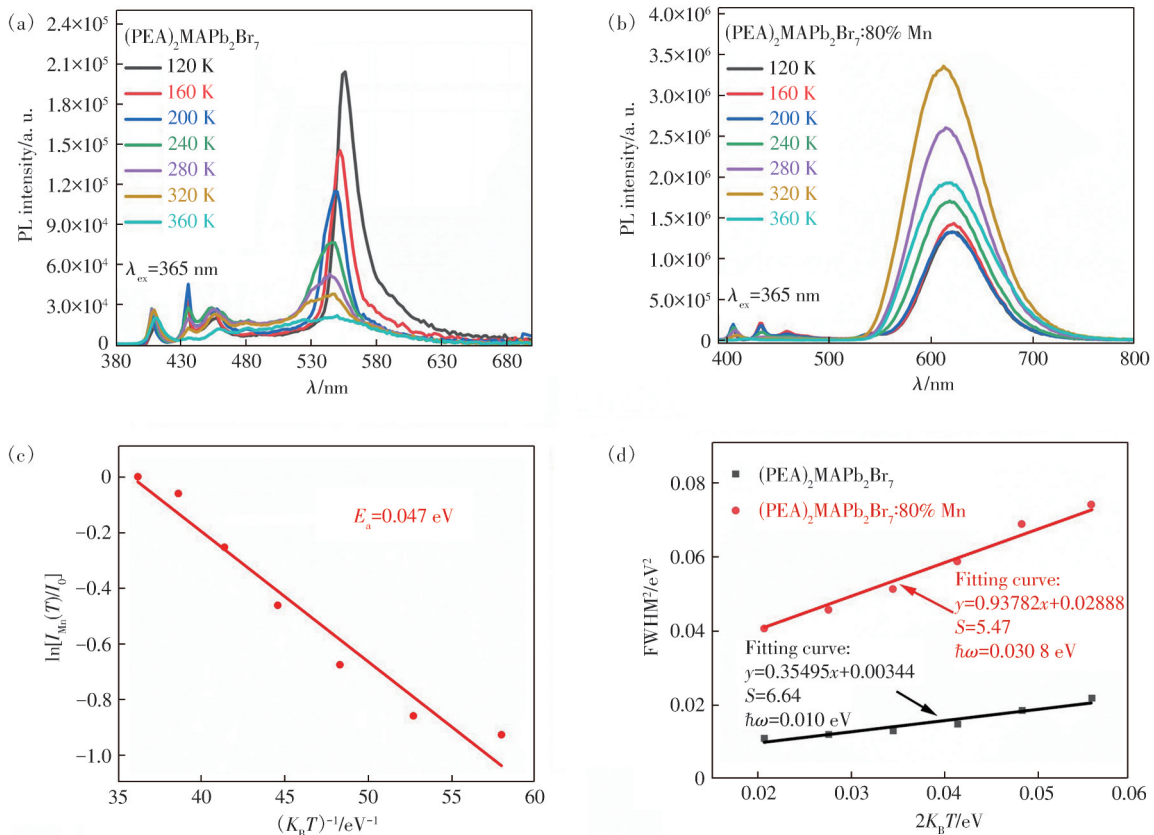 (a)
2.4×10⁵
2.1×10⁵
1.8×10⁵
1.5×10⁵
1.2×10⁵
9.0×10⁴
6.0×10⁴
3.0×10⁴
0
PL intensity/a. u.
(PEA)₂MAPb₂Br₇
120 K
160 K
200 K
240 K
280 K
320 K
360 K
λₑₓ=365 nm
380 430 480 540 580 630 680
λ/nm
(b)
4.0×10⁶
3.5×10⁶
3.0×10⁶
2.5×10⁶
2.0×10⁶
1.5×10⁶
1.0×10⁶
5.0×10⁵
0
PL intensity/a. u.
(PEA)₂MAPb₂Br₇:80% Mn
120 K
160 K
200 K
240 K
280 K
320 K
360 K
λₑₓ=365 nm
400 500 600 700 800
λ/nm
(c)
0
−0.2
−0.4
−0.6
−0.8
−1.0
ln[I_Mn(T)/I₀]
Eₐ=0.047 eV
35 40 45 50 55 60
(K_BT)⁻¹/eV⁻¹
(d)
0.08
0.06
0.04
0.02
0
FWHM²/eV²
(PEA)₂MAPb₂Br₇
(PEA)₂MAPb₂Br₇:80% Mn
Fitting curve:
y=0.93782x+0.02888
S=5.47
ħω=0.030 8 eV
Fitting curve:
y=0.35495x+0.00344
S=6.64
ħω=0.010 eV
0.02 0.03 0.04 0.05 0.06
2K_BT/eV